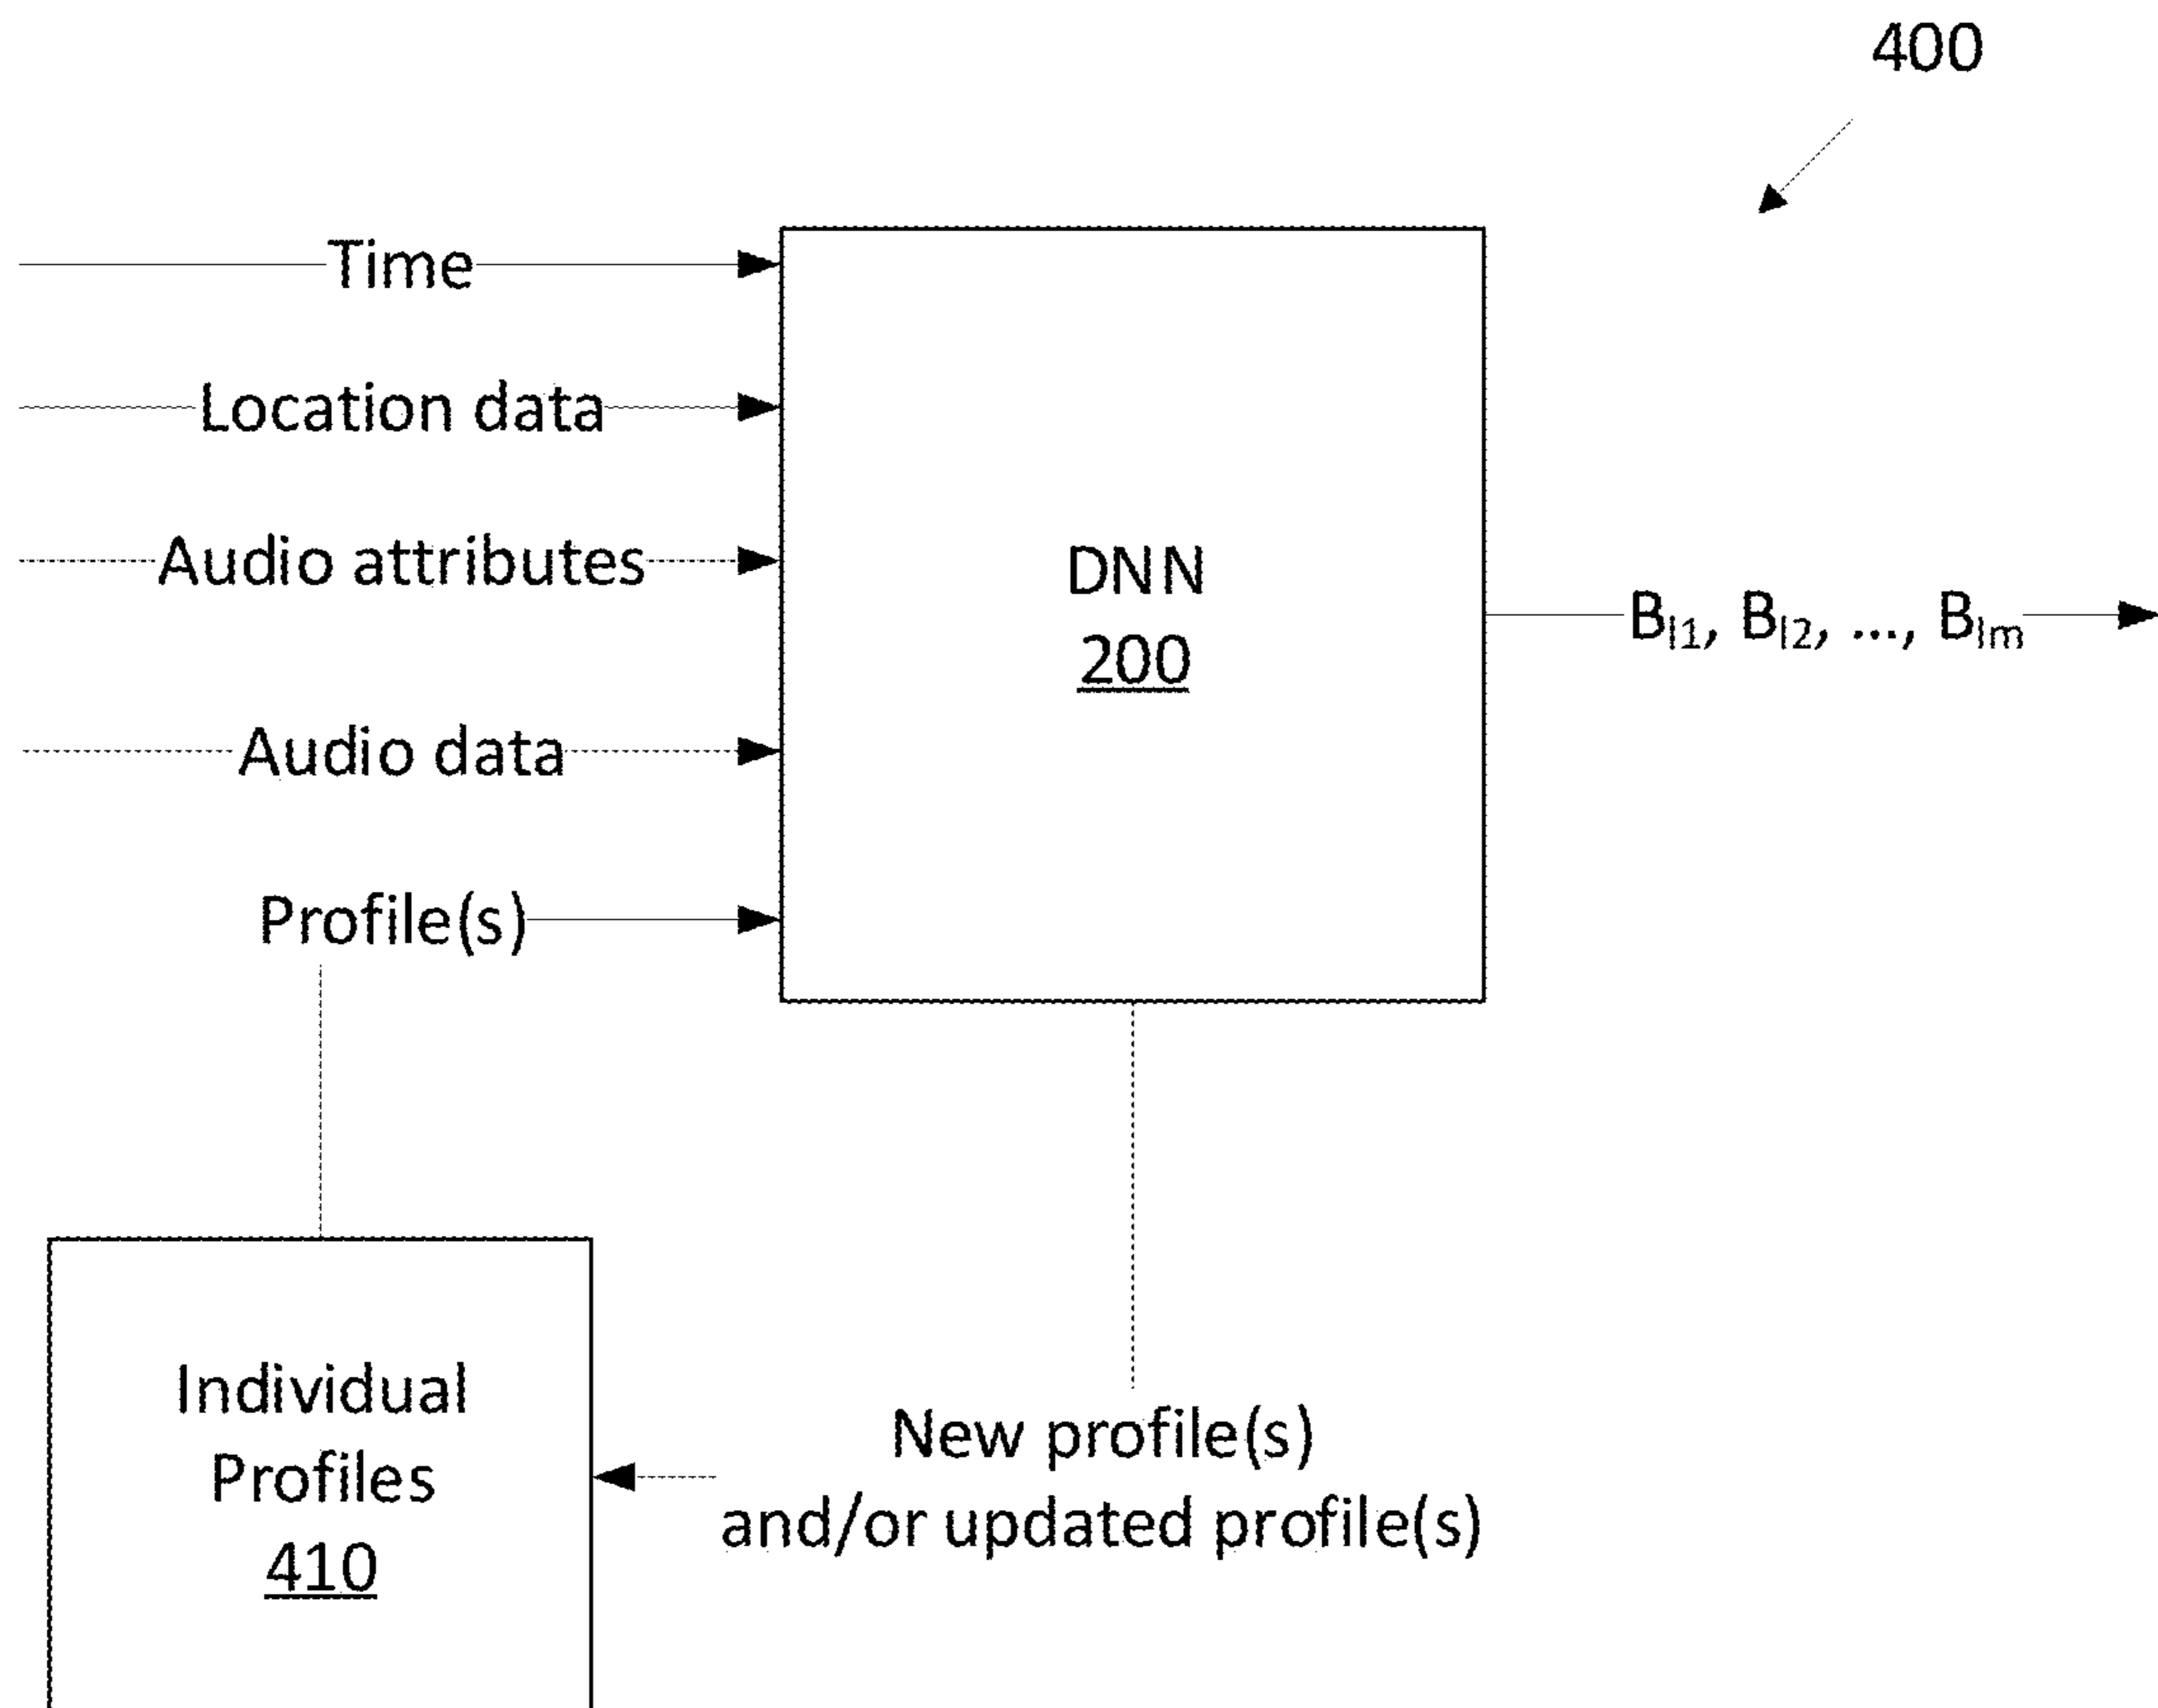 400
Time
Location data
Audio attributes
Audio data
Profile(s)
DNN
200
Bl1, Bl2, ..., Blm
Individual
Profiles
410
New profile(s)
and/or updated profile(s)